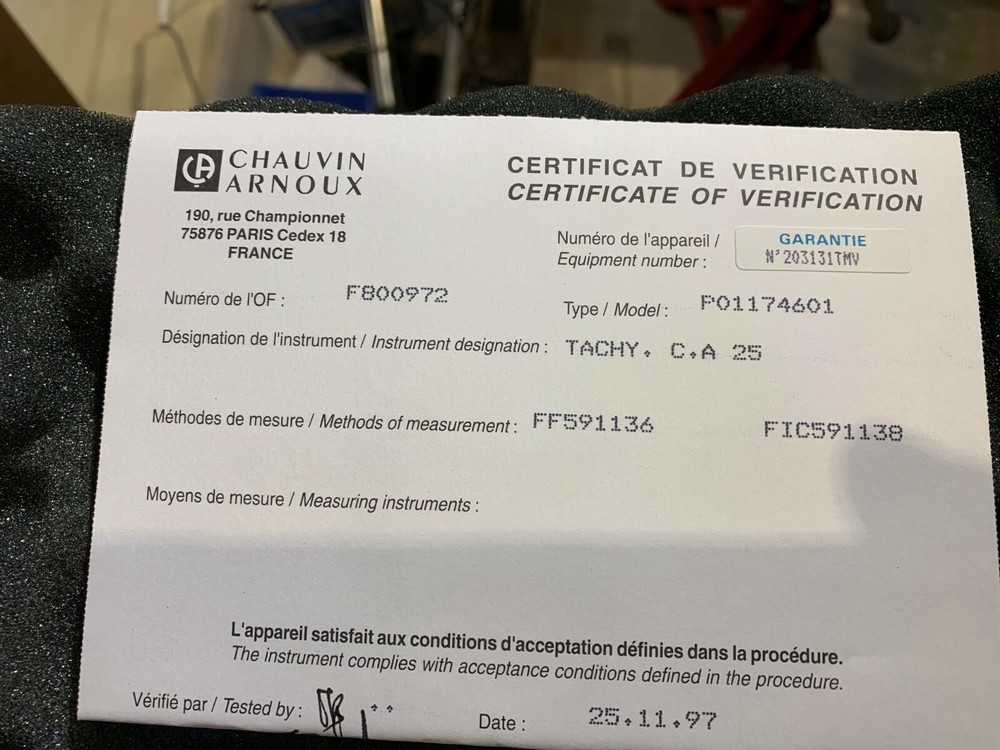 CHAUVIN
ARNOUX
190, rue Championnet
75876 PARIS Cedex 18
FRANCE
CERTIFICAT DE VERIFICATION
CERTIFICATE OF VERIFICATION
Numéro de l'appareil /
Equipment number :
GARANTIE
N° 203131TMV
Numéro de l'OF : F800972
Type / Model : P01174601
Désignation de l'instrument / Instrument designation : TACHY. C.A 25
Méthodes de mesure / Methods of measurement : FF591136 FIC591138
Moyens de mesure / Measuring instruments :
L'appareil satisfait aux conditions d'acceptation définies dans la procédure.
The instrument complies with acceptance conditions defined in the procedure.
Vérifié par / Tested by :
Date : 25.11.97